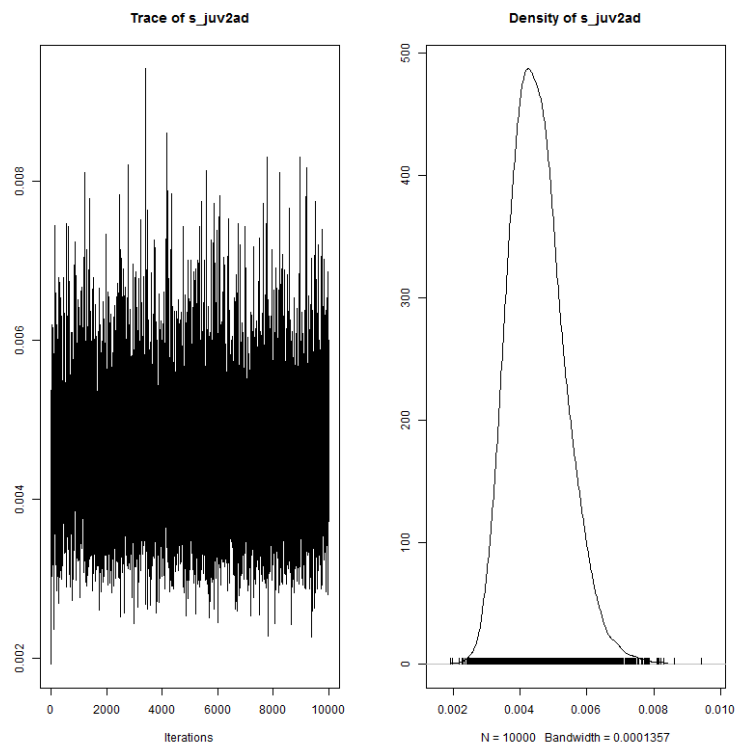 Trace of s_juv2ad
0.008
0.006
0.004
0.002
0 2000 4000 6000 8000 10000
Iterations
Density of s_juv2ad
500
400
300
200
100
0
0.002 0.004 0.006 0.008 0.010
N = 10000 Bandwidth = 0.0001357